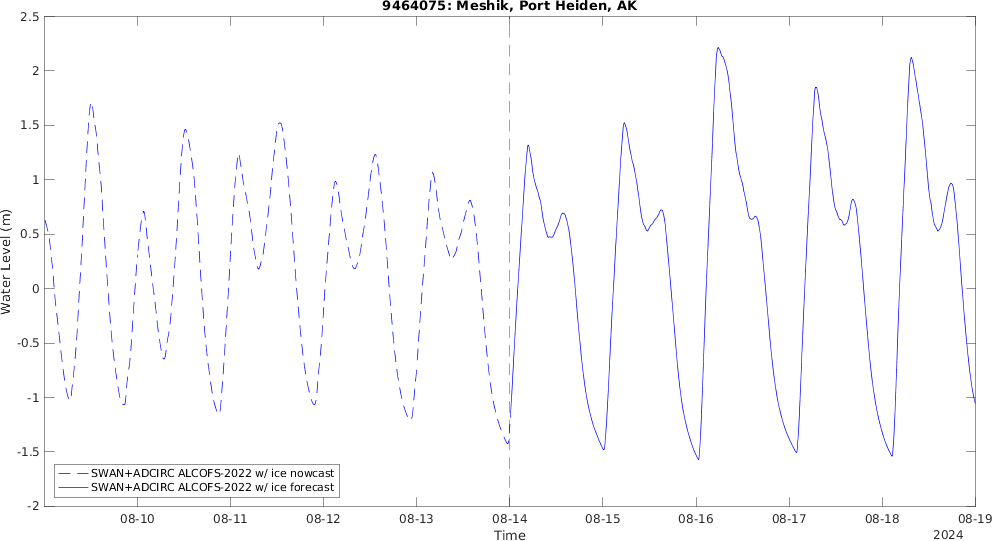 9464075: Meshik, Port Heiden, AK
2.5
2
1.5
1
0.5
0
-0.5
-1
-1.5
-2
Water Level (m)
SWAN+ADCIRC ALCOFS-2022 w/ ice nowcast
SWAN+ADCIRC ALCOFS-2022 w/ ice forecast
08-10 08-11 08-12 08-13 08-14 08-15 08-16 08-17 08-18 08-19
Time
2024